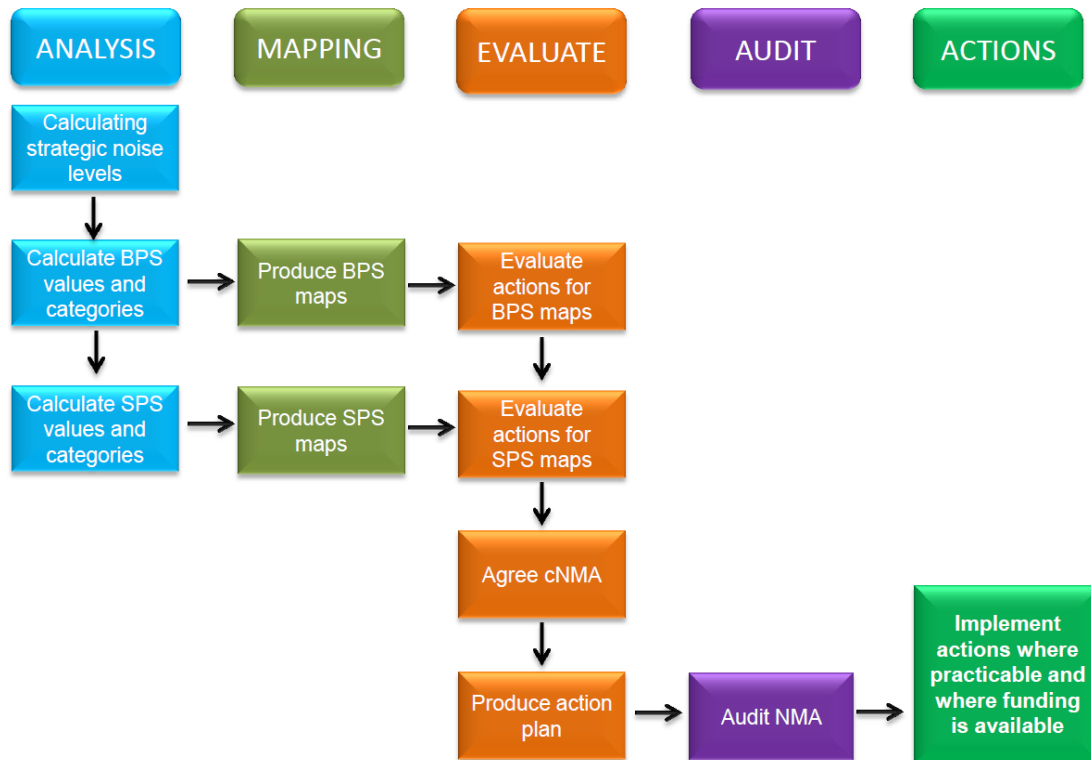 ANALYSIS
MAPPING
EVALUATE
AUDIT
ACTIONS
Calculating
strategic noise
levels
Calculate BPS
values and
categories
Produce BPS
maps
Evaluate
actions for
BPS maps
Calculate SPS
values and
categories
Produce SPS
maps
Evaluate
actions for
SPS maps
Agree cNMA
Produce action
plan
Audit NMA
Implement
actions where
practicable and
where funding
is available